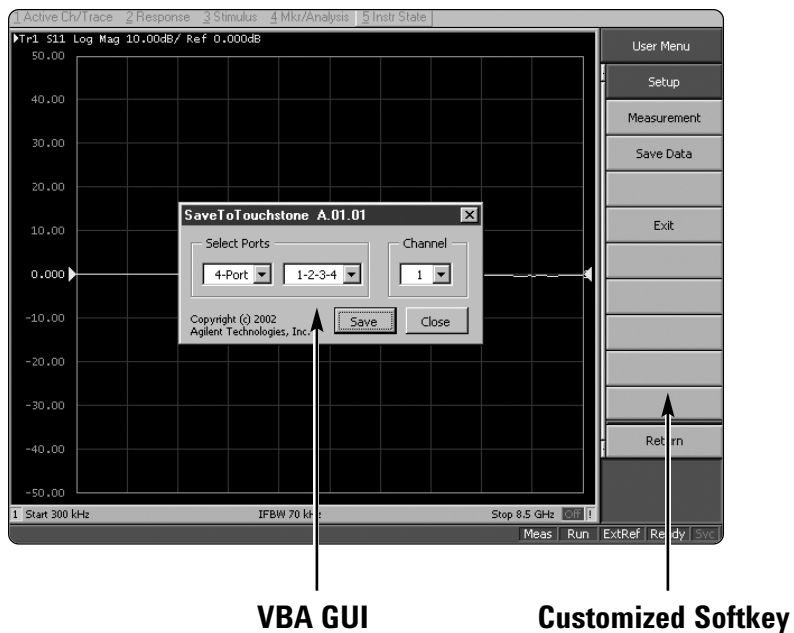 1 Active Ch/Trace 2 Response 3 Stimulus 4 Mkr/Analysis 5 Instr State
Tr1 S11 Log Mag 10.00dB/ Ref 0.000dB
50.00
40.00
30.00
20.00
10.00
0.000
-10.00
-20.00
-30.00
-40.00
-50.00
SaveToTouchstone A.01.01
Select Ports
Channel
4-Port
1-2-3-4
1
Copyright (c) 2002
Agilent Technologies, Inc.
Save
Close
User Menu
Setup
Measurement
Save Data
Exit
Return
1 Start 300 kHz IFBW 70 kHz Stop 8.5 GHz Off !
Meas Run ExtRef Ready Svc
VBA GUI
Customized Softkey